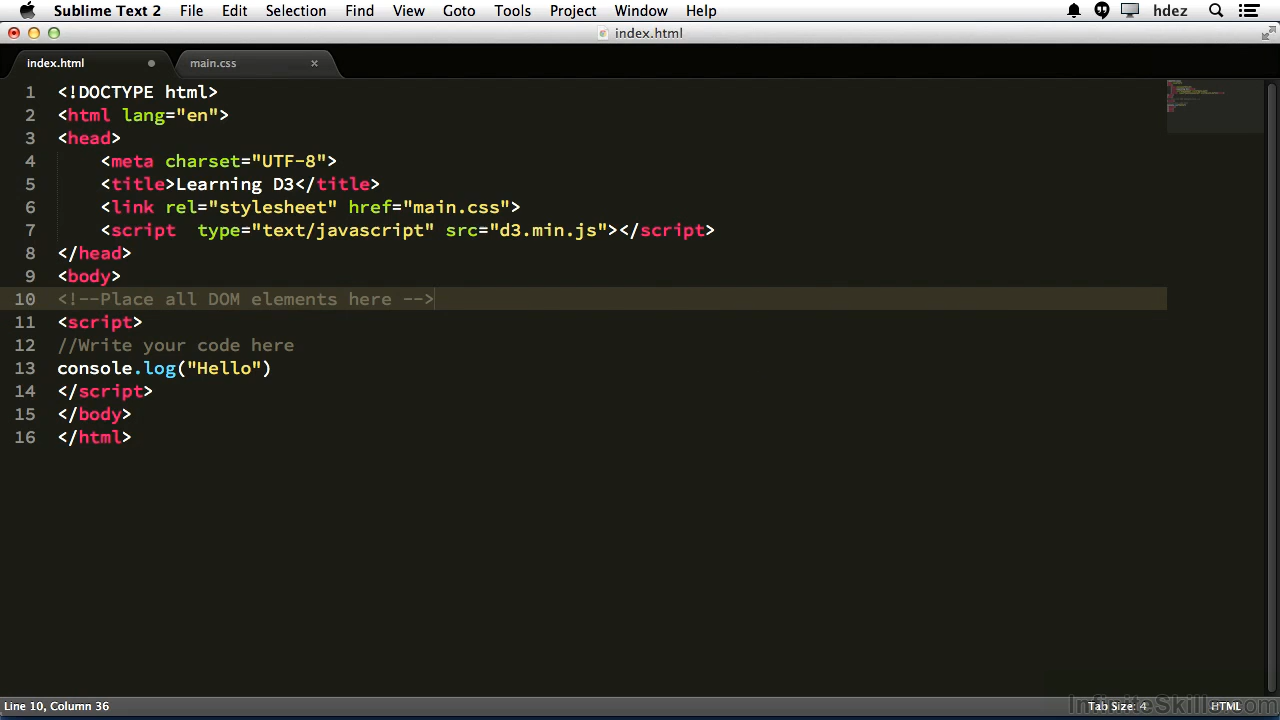 Sublime Text 2 File Edit Selection Find View Goto Tools Project Window Help hdez
index.html
index.html main.css
1 <!DOCTYPE html>
2 <html lang="en">
3 <head>
4 <meta charset="UTF-8">
5 <title>Learning D3</title>
6 <link rel="stylesheet" href="main.css">
7 <script  type="text/javascript" src="d3.min.js"></script>
8 </head>
9 <body>
10 <!--Place all DOM elements here -->
11 <script>
12 //Write your code here
13 console.log("Hello")
14 </script>
15 </body>
16 </html>
InfiniteSkills.com
Line 10, Column 36 Tab Size: 4 HTML